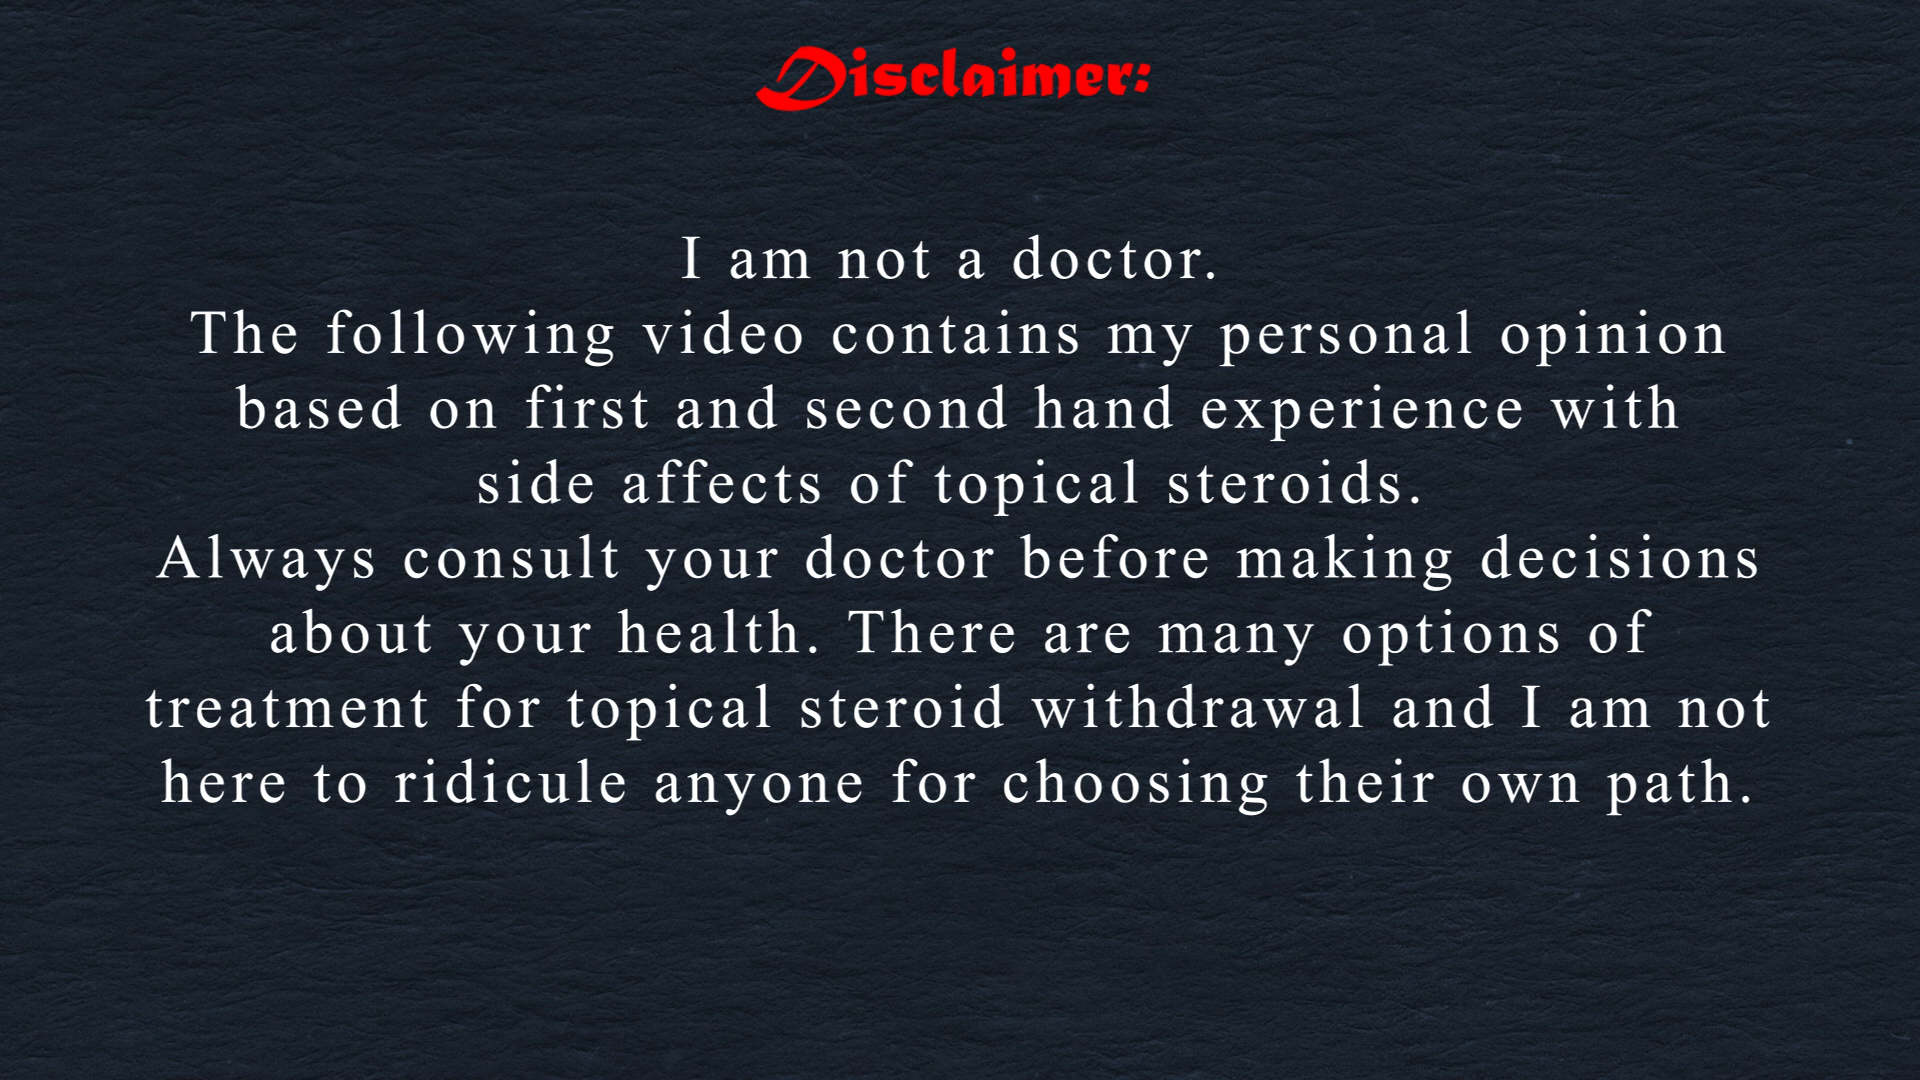 Disclaimer:
I am not a doctor.
The following video contains my personal opinion
based on first and second hand experience with
side affects of topical steroids.
Always consult your doctor before making decisions
about your health. There are many options of
treatment for topical steroid withdrawal and I am not
here to ridicule anyone for choosing their own path.